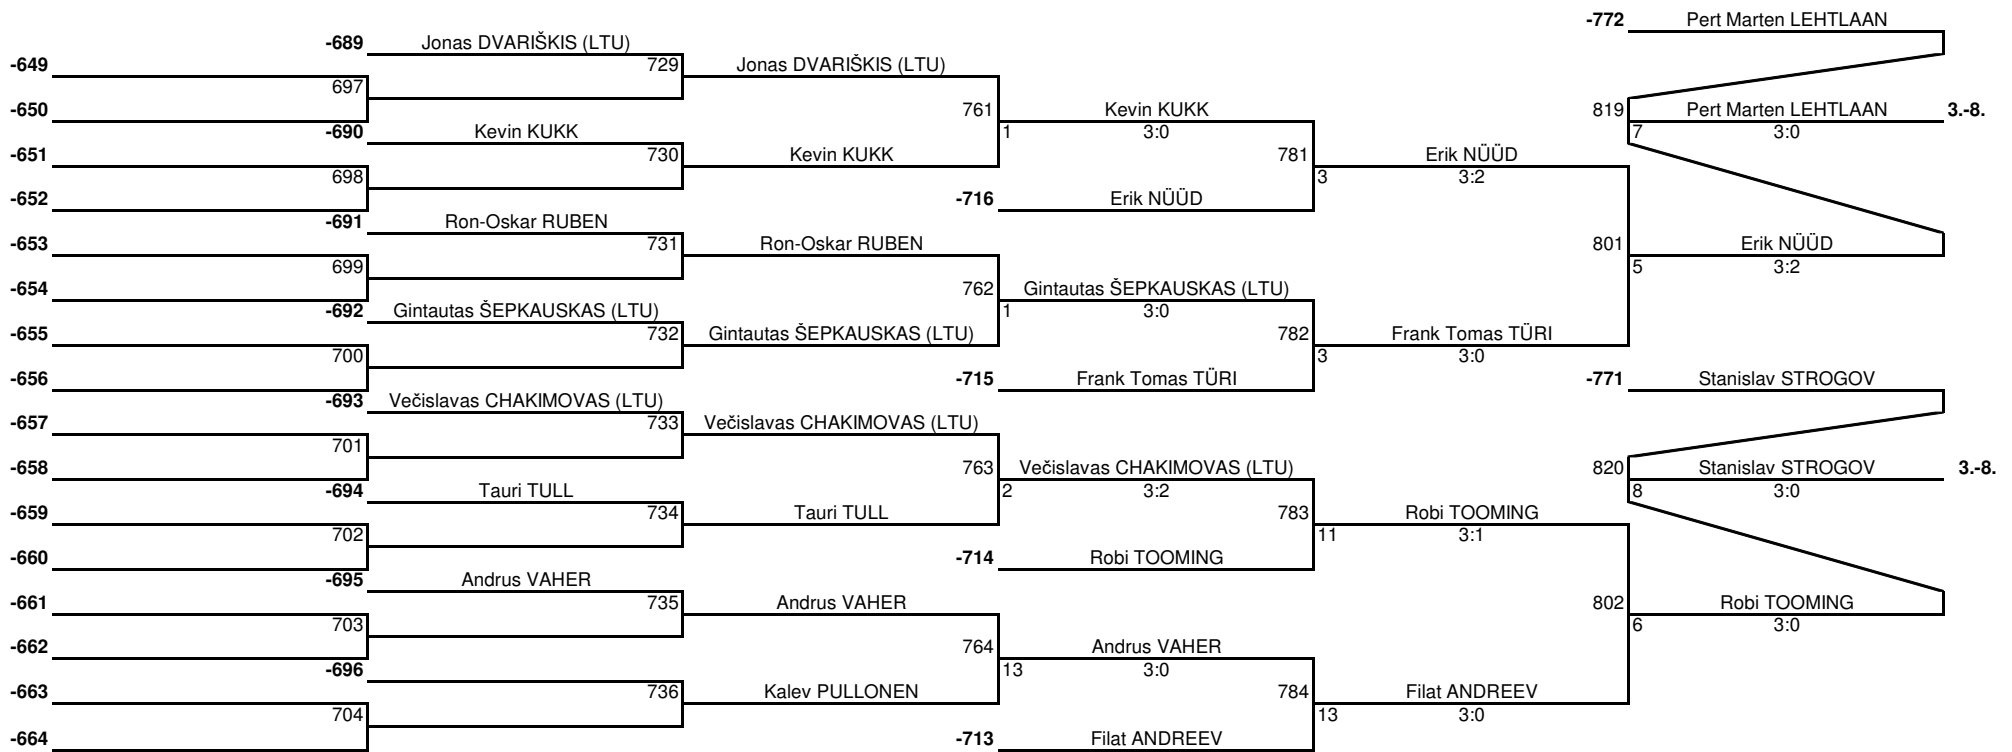 -772 Pert Marten LEHTLAAN
-689 Jonas DVARIŠKIS (LTU)
-649 729 Jonas DVARIŠKIS (LTU)
697
-650 761 Kevin KUKK 819 Pert Marten LEHTLAAN 3.-8.
-690 Kevin KUKK 1 3:0 7 3:0
-651 730 Kevin KUKK 781 Erik NÜÜD
698 3 3:2
-652 -716 Erik NÜÜD
-691 Ron-Oskar RUBEN
-653 731 Ron-Oskar RUBEN 801 Erik NÜÜD
699 5 3:2
-654 762 Gintautas ŠEPKAUSKAS (LTU)
-692 Gintautas ŠEPKAUSKAS (LTU) 1 3:0
-655 732 Gintautas ŠEPKAUSKAS (LTU) 782 Frank Tomas TÜRI
700 3 3:0
-656 -715 Frank Tomas TÜRI -771 Stanislav STROGOV
-693 Večislavas CHAKIMOVAS (LTU)
-657 733 Večislavas CHAKIMOVAS (LTU)
701
-658 763 Večislavas CHAKIMOVAS (LTU) 820 Stanislav STROGOV 3.-8.
-694 Tauri TULL 2 3:2 8 3:0
-659 734 Tauri TULL 783 Robi TOOMING
702 11 3:1
-660 -714 Robi TOOMING
-695 Andrus VAHER
-661 735 Andrus VAHER 802 Robi TOOMING
703 6 3:0
-662 764 Andrus VAHER
-696 13 3:0
-663 736 Kalev PULLONEN 784 Filat ANDREEV
704 13 3:0
-664 -713 Filat ANDREEV